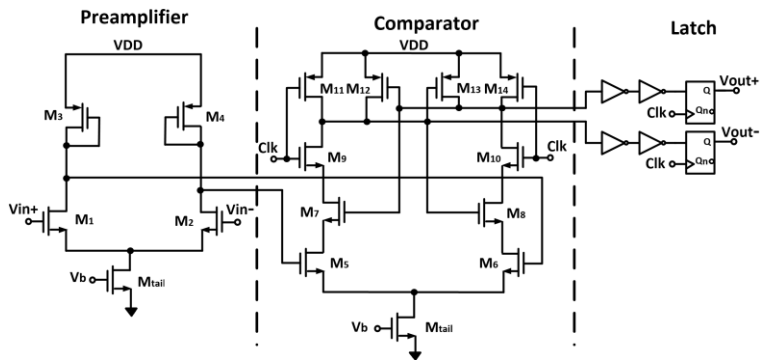 Preamplifier
Comparator
Latch
VDD
VDD
M3
M4
M11
M12
M13
M14
Vout+
Q
Clk
Qn
Clk
M9
M10
Clk
Vout-
Q
Clk
Qn
Vin+
M1
M2
Vin-
M7
M8
M5
M6
Vb
Mtail
Vb
Mtail